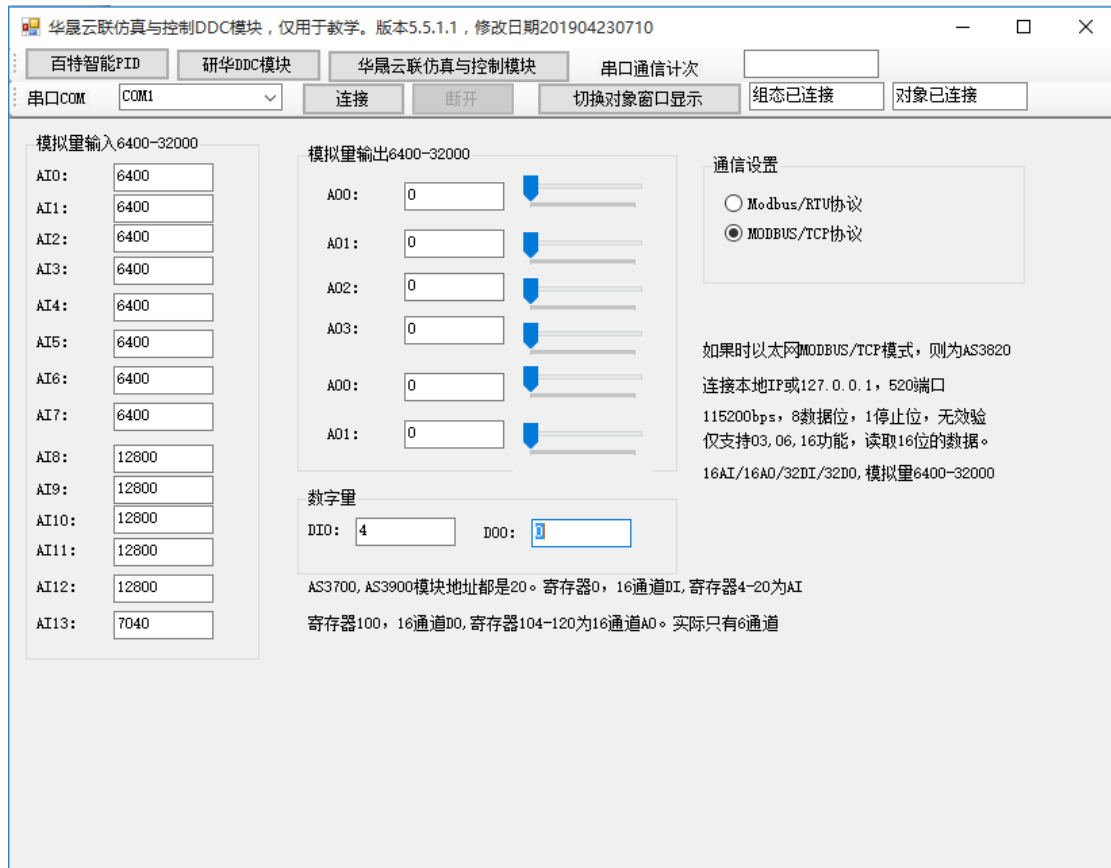 华晟云联仿真与控制DDC模块，仅用于教学。版本5.5.1.1，修改日期201904230710
百特智能PID 研华DDC模块 华晟云联仿真与控制模块 串口通信计次
串口COM COM1 连接 断开 切换对象窗口显示 组态已连接 对象已连接
模拟量输入6400-32000
AI0: 6400
AI1: 6400
AI2: 6400
AI3: 6400
AI4: 6400
AI5: 6400
AI6: 6400
AI7: 6400
AI8: 12800
AI9: 12800
AI10: 12800
AI11: 12800
AI12: 12800
AI13: 7040
模拟量输出6400-32000
AO0: 0
AO1: 0
AO2: 0
AO3: 0
AO0: 0
AO1: 0
数字量
DI0: 4 DO0: 0
AS3700,AS3900模块地址都是20。寄存器0，16通道DI,寄存器4-20为AI
寄存器100，16通道DO,寄存器104-120为16通道AO。实际只有6通道
通信设置
Modbus/RTU协议
MODBUS/TCP协议
如果时以太网MODBUS/TCP模式，则为AS3820
连接本地IP或127.0.0.1，520端口
115200bps，8数据位，1停止位，无效验
仅支持03,06,16功能，读取16位的数据。
16AI/16AO/32DI/32DO,模拟量6400-32000